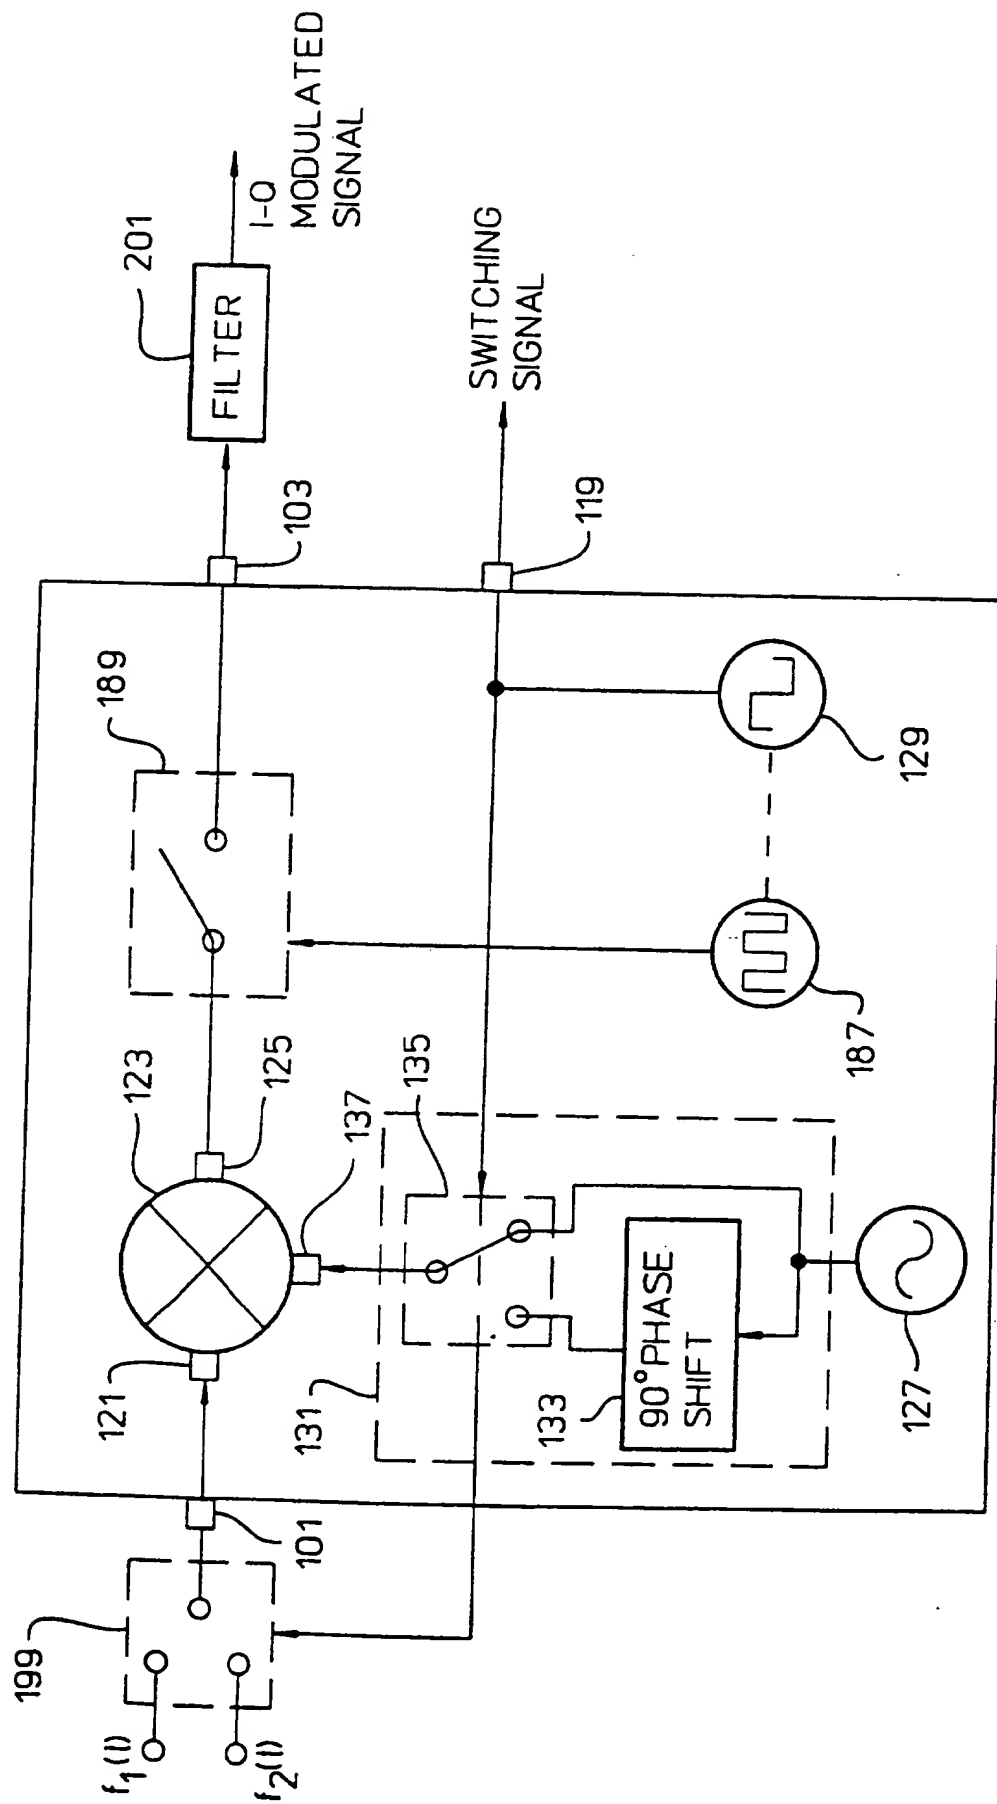 199
f1(l)
f2(l)
101
121
123
125
137
135
131
133
90° PHASE
SHIFT
127
187
129
189
103
119
201
FILTER
I-Q
MODULATED
SIGNAL
SWITCHING
SIGNAL